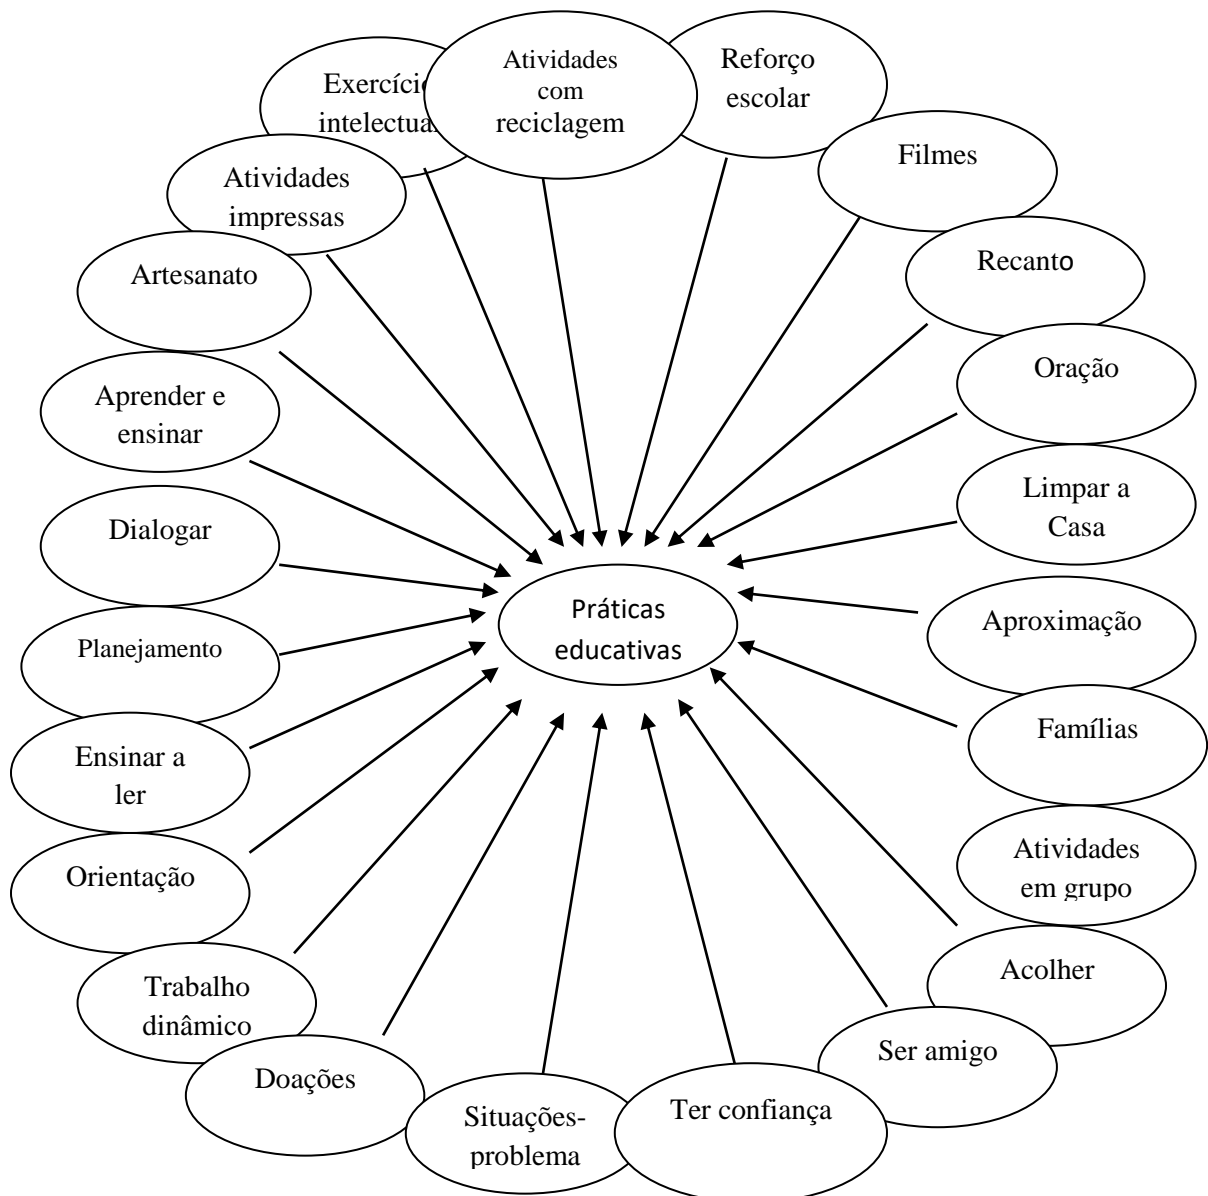 Exercício
intelectua
Atividades
com
reciclagem
Reforço
escolar
Filmes
Recanto
Oração
Limpar a
Casa
Aproximação
Famílias
Atividades
em grupo
Acolher
Ser amigo
Ter confiança
Situações-
problema
Doações
Trabalho
dinâmico
Orientação
Ensinar a
ler
Planejamento
Dialogar
Aprender e
ensinar
Artesanato
Atividades
impressas
Práticas
educativas